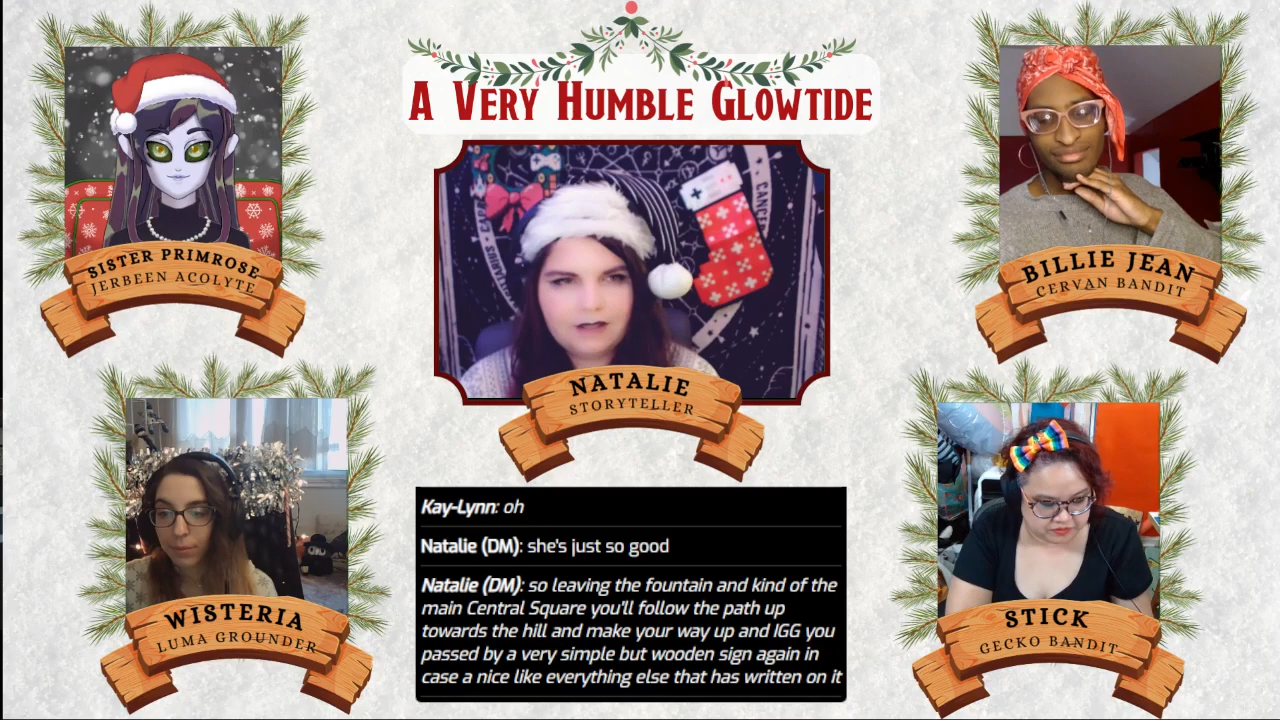 A VERY HUMBLE GLOWTIDE
SISTER PRIMROSE
JERBEEN ACOLYTE
BILLIE JEAN
CERVAN BANDIT
CANCER
NATALIE
STORYTELLER
WISTERIA
LUMA GROUNDER
STICK
GECKO BANDIT
Kay-Lynn: oh
Natalie (DM): she's just so good
Natalie (DM): so leaving the fountain and kind of the
main Central Square you'll follow the path up
towards the hill and make your way up and IGG you
passed by a very simple but wooden sign again in
case a nice like everything else that has written on it